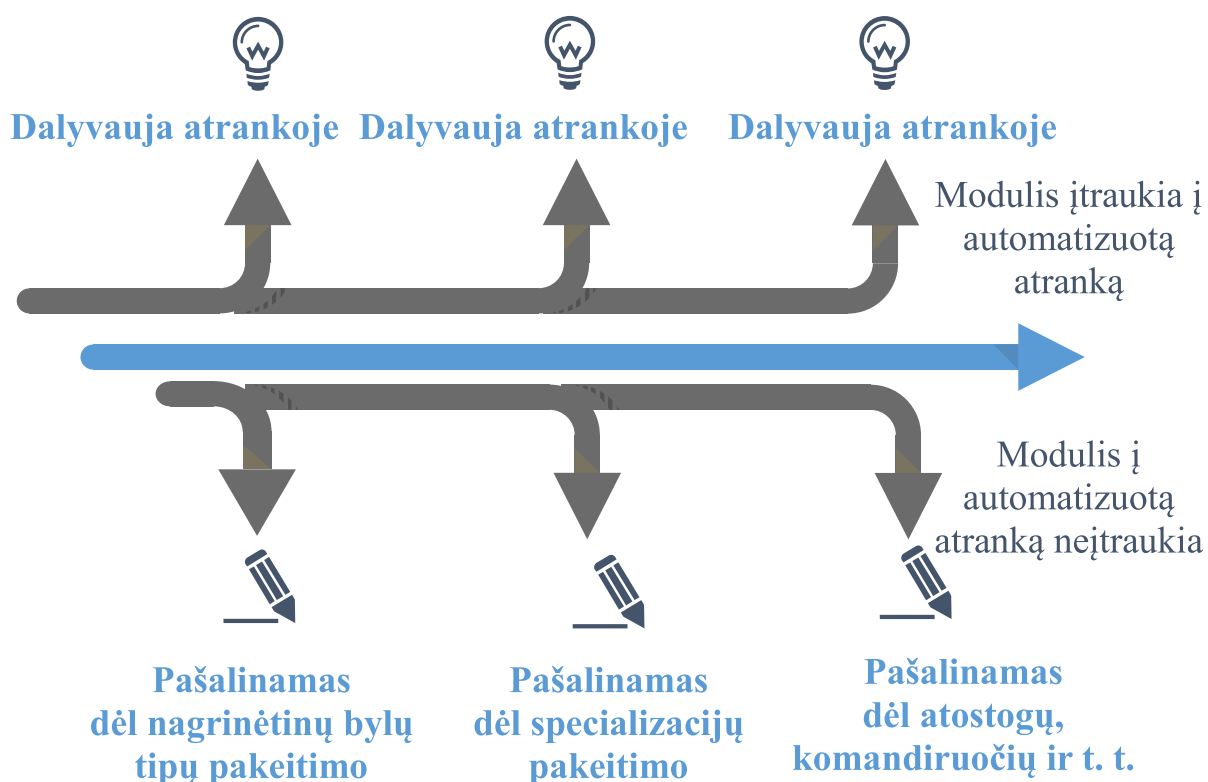 Dalyvauja atrankoje
Dalyvauja atrankoje
Dalyvauja atrankoje
Modulis įtraukia į
automatizuotą
atranką
Modulis į
automatizuotą
atranką neįtraukia
Pašalinamas
dėl nagrinėtinų bylų
tipų pakeitimo
Pašalinamas
dėl specializacijų
pakeitimo
Pašalinamas
dėl atostogų,
komandiruočių ir t. t.